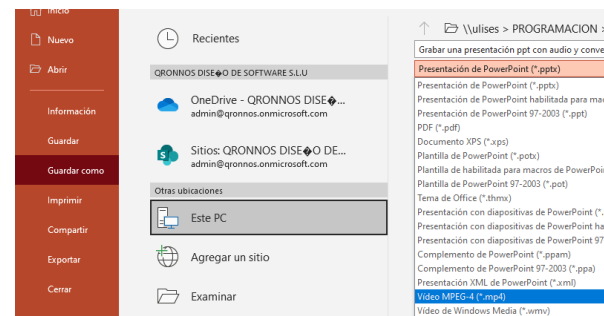 Inicio
Nuevo
Abrir
Información
Guardar
Guardar como
Imprimir
Compartir
Exportar
Cerrar
Recientes
QRONNOS DISE�O DE SOFTWARE S.L.U
OneDrive - QRONNOS DISE�...
admin@qronnos.onmicrosoft.com
Sitios: QRONNOS DISE�O DE...
admin@qronnos.onmicrosoft.com
Otras ubicaciones
Este PC
Agregar un sitio
Examinar
\\ulises > PROGRAMACION >
Grabar una presentación ppt con audio y conve
Presentación de PowerPoint (*.pptx)
Presentación de PowerPoint (*.pptx)
Presentación de PowerPoint habilitada para mac
Presentación de PowerPoint 97-2003 (*.ppt)
PDF (*.pdf)
Documento XPS (*.xps)
Plantilla de PowerPoint (*.potx)
Plantilla de habilitada para macros de PowerPoi
Plantilla de PowerPoint 97-2003 (*.pot)
Tema de Office (*.thmx)
Presentación con diapositivas de PowerPoint (*.
Presentación con diapositivas de PowerPoint ha
Presentación con diapositivas de PowerPoint 97
Complemento de PowerPoint (*.ppam)
Complemento de PowerPoint 97-2003 (*.ppa)
Presentación XML de PowerPoint (*.xml)
Vídeo MPEG-4 (*.mp4)
Vídeo de Windows Media (*.wmv)